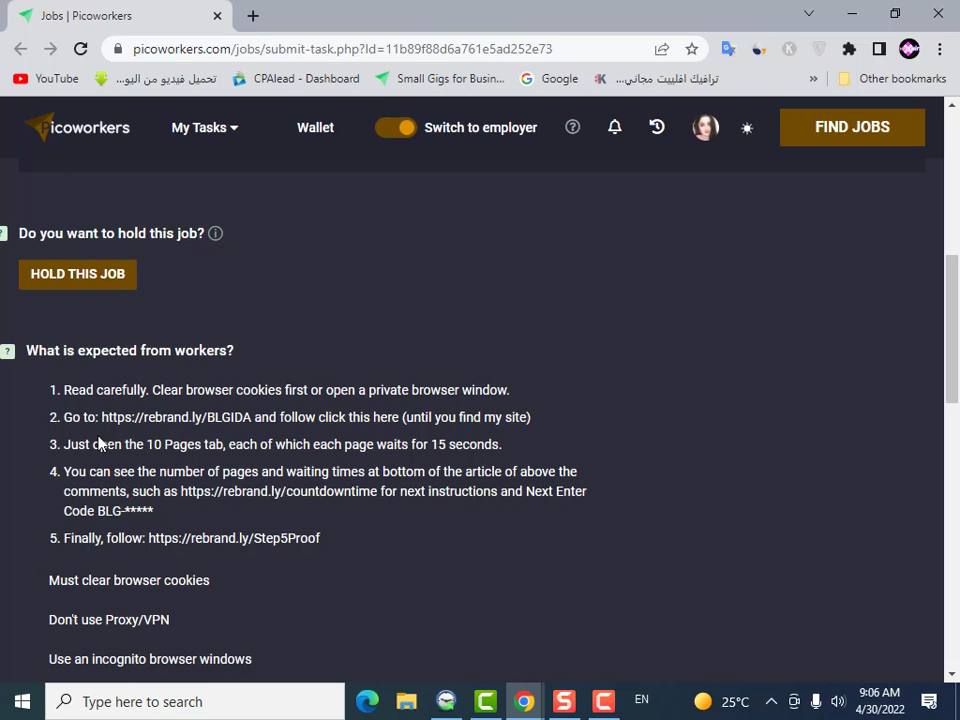 Jobs | Picoworkers
picoworkers.com/jobs/submit-task.php?Id=11b89f88d6a761e5ad252e73
YouTube
تحميل فيديو من اليو...
CPAlead - Dashboard
Small Gigs for Busin...
Google
ترافيك افلييت مجاني...
»
Other bookmarks
Picoworkers
My Tasks
Wallet
Switch to employer
FIND JOBS
Do you want to hold this job?
HOLD THIS JOB
? What is expected from workers?
1. Read carefully. Clear browser cookies first or open a private browser window.
2. Go to: https://rebrand.ly/BLGIDA and follow click this here (until you find my site)
3. Just open the 10 Pages tab, each of which each page waits for 15 seconds.
4. You can see the number of pages and waiting times at bottom of the article of above the
comments, such as https://rebrand.ly/countdowntime for next instructions and Next Enter
Code BLG-*****
5. Finally, follow: https://rebrand.ly/Step5Proof
Must clear browser cookies
Don't use Proxy/VPN
Use an incognito browser windows
Type here to search
25°C
EN
9:06 AM
4/30/2022